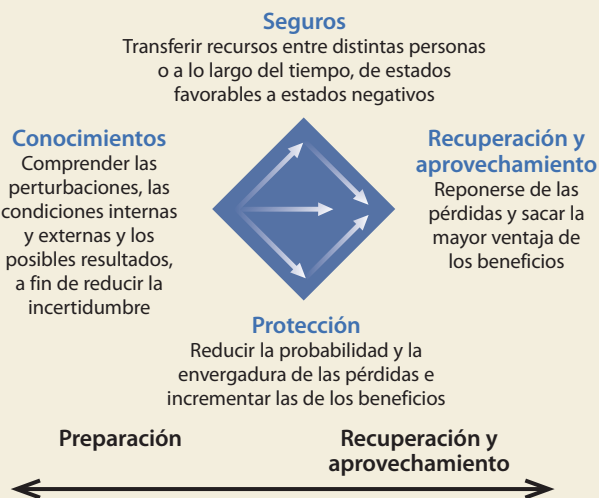 Seguros
Transferir recursos entre distintas personas
o a lo largo del tiempo, de estados
favorables a estados negativos
Conocimientos
Comprender las
perturbaciones, las
condiciones internas
y externas y los
posibles resultados,
a fin de reducir la
incertidumbre
Recuperación y
aprovechamiento
Reponerse de las
pérdidas y sacar la
mayor ventaja de
los beneficios
Protección
Reducir la probabilidad y la
envergadura de las pérdidas e
incrementar las de los beneficios
Preparación
Recuperación y
aprovechamiento